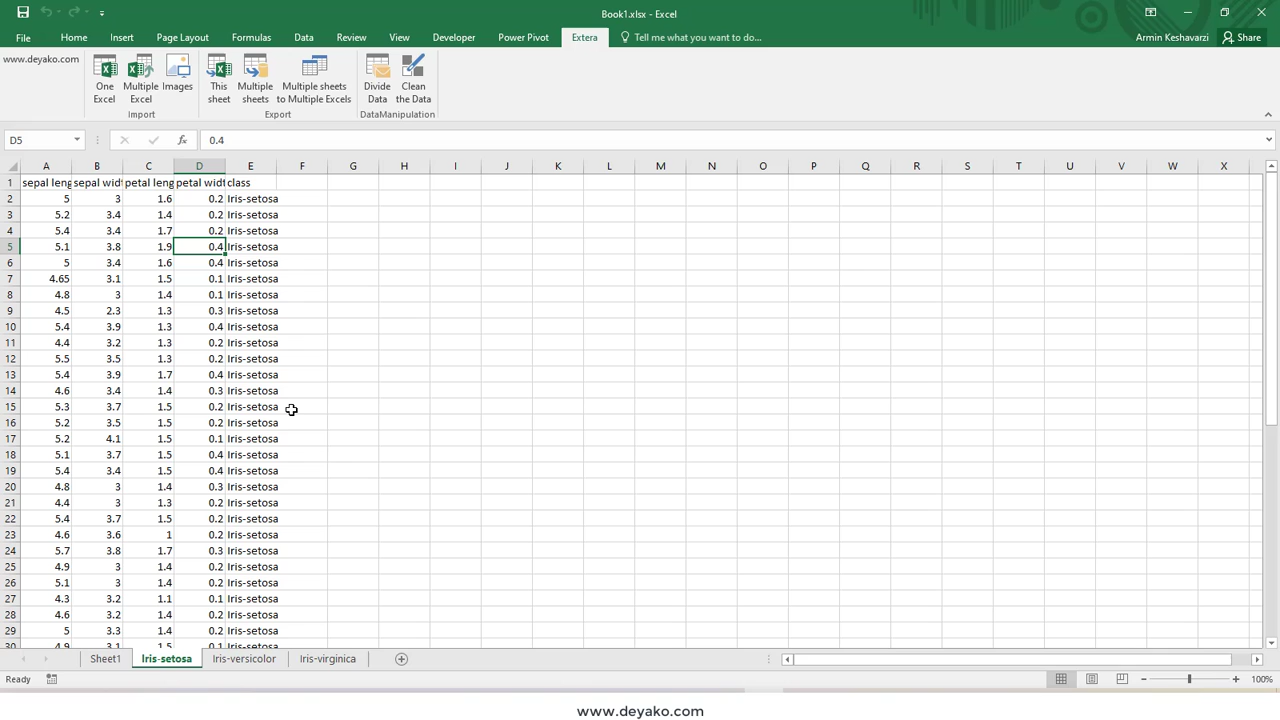 Book1.xlsx - Excel
Armin Keshavarzi
Share
File Home Insert Page Layout Formulas Data Review View Developer Power Pivot Extera Tell me what you want to do...
www.deyako.com
One Excel
Multiple Excel
Images
Import
This sheet
Multiple sheets
Multiple sheets to Multiple Excels
Export
Divide Data
Clean the Data
DataManipulation
D5 fx 0.4
A B C D E F G H I J K L M N O P Q R S T U V W X
1 sepal leng sepal widt petal leng petal widt class
2 5 3 1.6 0.2 Iris-setosa
3 5.2 3.4 1.4 0.2 Iris-setosa
4 5.4 3.4 1.7 0.2 Iris-setosa
5 5.1 3.8 1.9 0.4 Iris-setosa
6 5 3.4 1.6 0.4 Iris-setosa
7 4.65 3.1 1.5 0.1 Iris-setosa
8 4.8 3 1.4 0.1 Iris-setosa
9 4.5 2.3 1.3 0.3 Iris-setosa
10 5.4 3.9 1.3 0.4 Iris-setosa
11 4.4 3.2 1.3 0.2 Iris-setosa
12 5.5 3.5 1.3 0.2 Iris-setosa
13 5.4 3.9 1.7 0.4 Iris-setosa
14 4.6 3.4 1.4 0.3 Iris-setosa
15 5.3 3.7 1.5 0.2 Iris-setosa
16 5.2 3.5 1.5 0.2 Iris-setosa
17 5.2 4.1 1.5 0.1 Iris-setosa
18 5.1 3.7 1.5 0.4 Iris-setosa
19 5.4 3.4 1.5 0.4 Iris-setosa
20 4.8 3 1.4 0.3 Iris-setosa
21 4.4 3 1.3 0.2 Iris-setosa
22 5.4 3.7 1.5 0.2 Iris-setosa
23 4.6 3.6 1 0.2 Iris-setosa
24 5.7 3.8 1.7 0.3 Iris-setosa
25 4.9 3 1.4 0.2 Iris-setosa
26 5.1 3 1.4 0.2 Iris-setosa
27 4.3 3.2 1.1 0.1 Iris-setosa
28 4.6 3.2 1.4 0.2 Iris-setosa
29 5 3.3 1.4 0.2 Iris-setosa
30 4.9 3.1 1.5 0.1 Iris-setosa
Sheet1 Iris-setosa Iris-versicolor Iris-virginica
Ready 100%
www.deyako.com